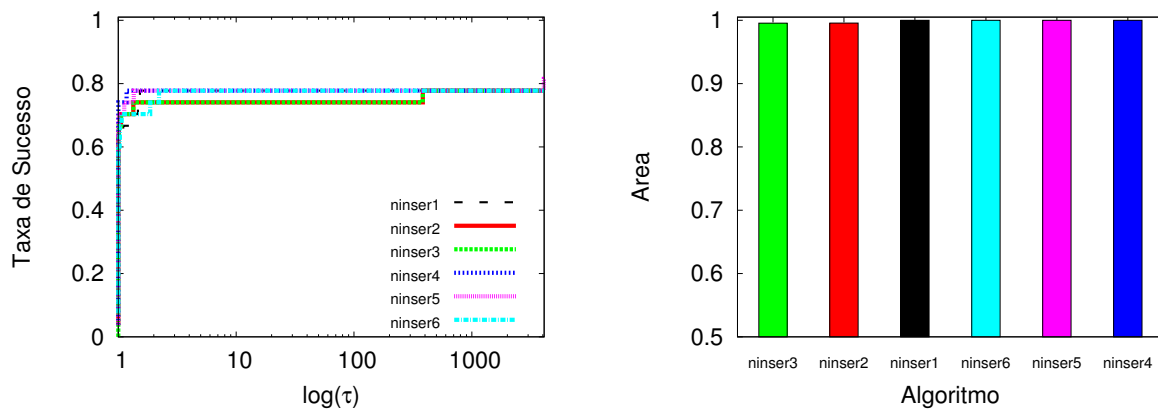 1
0.8
0.6
0.4
0.2
0
Taxa de Sucesso
ninser1
ninser2
ninser3
ninser4
ninser5
ninser6
1 10 100 1000
log(τ)
1
0.9
0.8
0.7
0.6
0.5
Area
ninser3 ninser2 ninser1 ninser6 ninser5 ninser4
Algoritmo